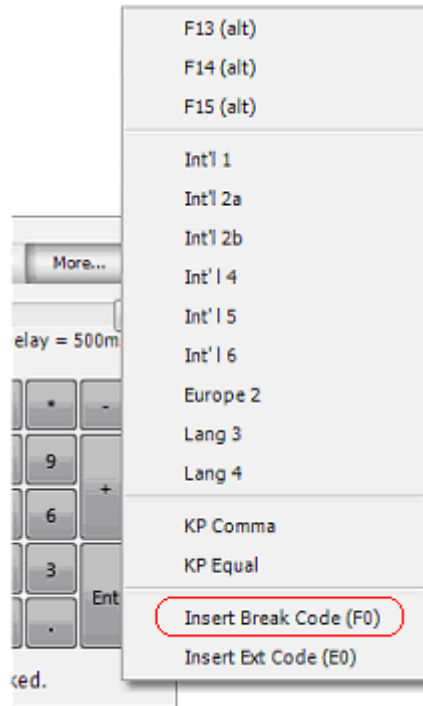 F13 (alt)
F14 (alt)
F15 (alt)
Int'l 1
Int'l 2a
Int'l 2b
Int' l 4
Int' l 5
Int' l 6
Europe 2
Lang 3
Lang 4
KP Comma
KP Equal
Insert Break Code (F0)
Insert Ext Code (E0)
More...
elay = 500m
* -
9 +
6
3 Ent
.
ked.